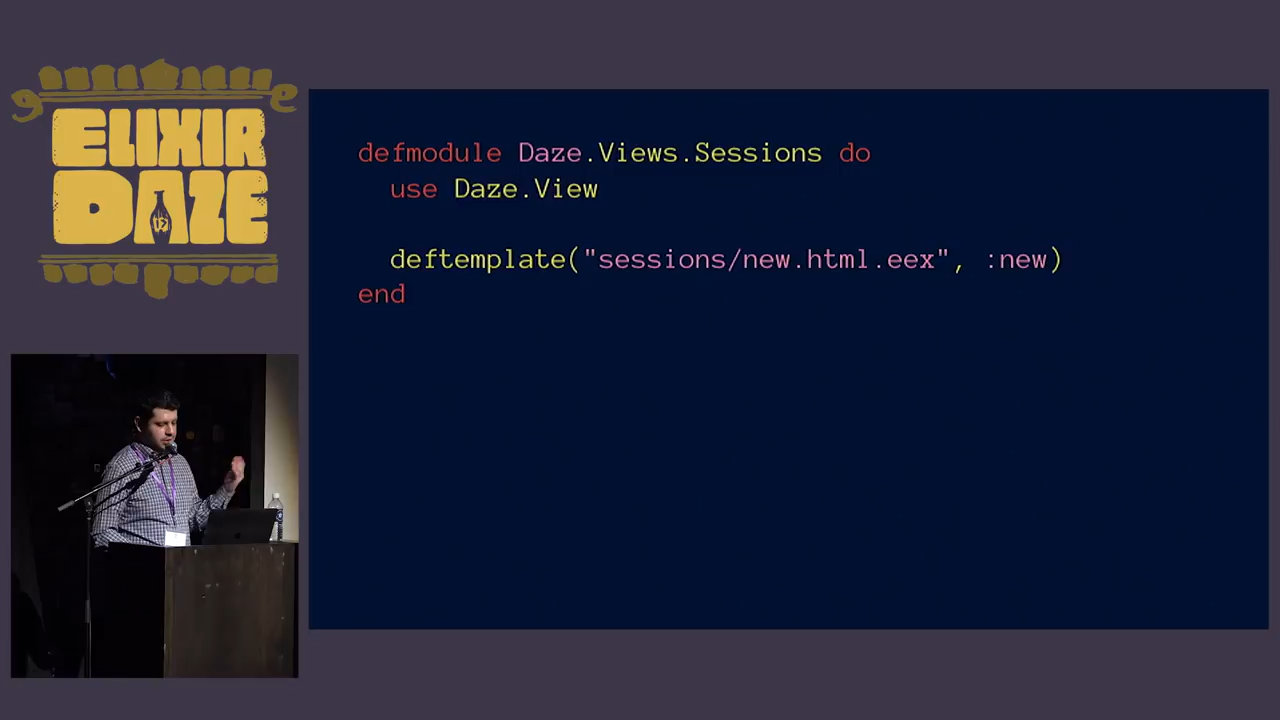 ELIXIR
DAZE
defmodule Daze.Views.Sessions do
  use Daze.View
  deftemplate("sessions/new.html.eex", :new)
end